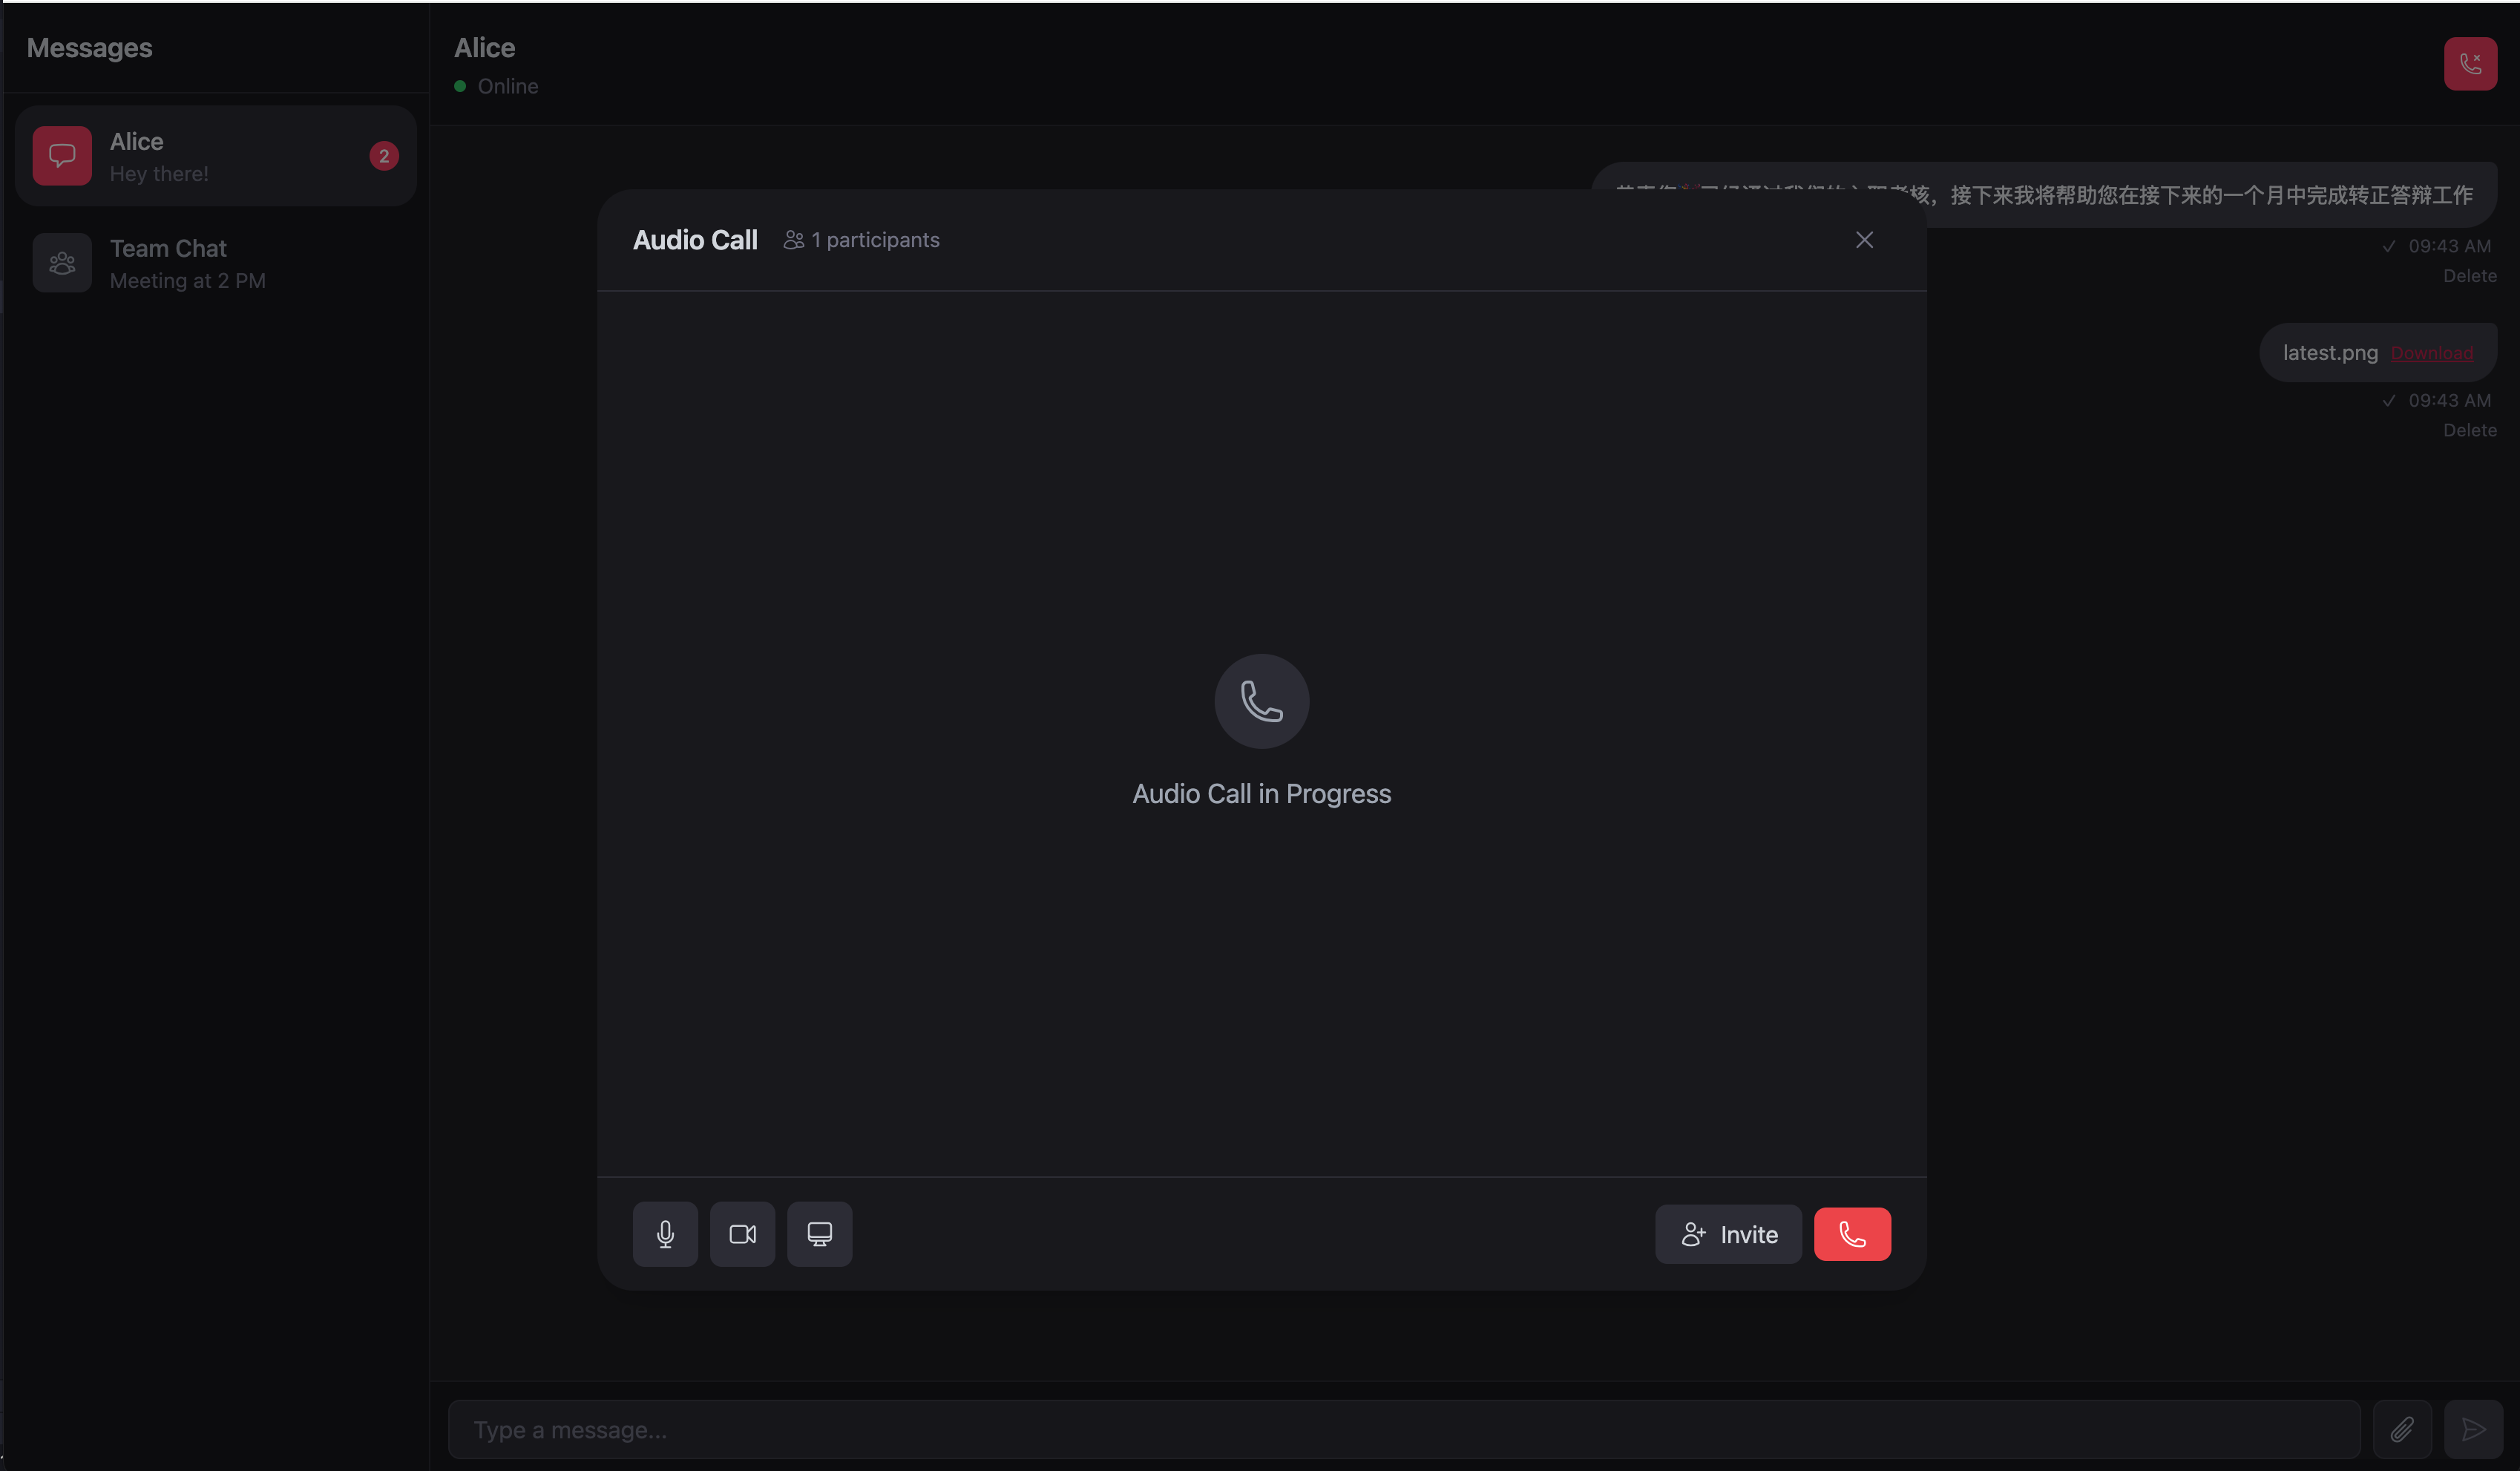 Messages
Alice
Hey there!
2
Team Chat
Meeting at 2 PM
Alice
Online
核，接下来我将帮助您在接下来的一个月中完成转正答辩工作
09:43 AM
Delete
latest.png Download
09:43 AM
Delete
Audio Call
1 participants
Audio Call in Progress
Invite
Type a message...